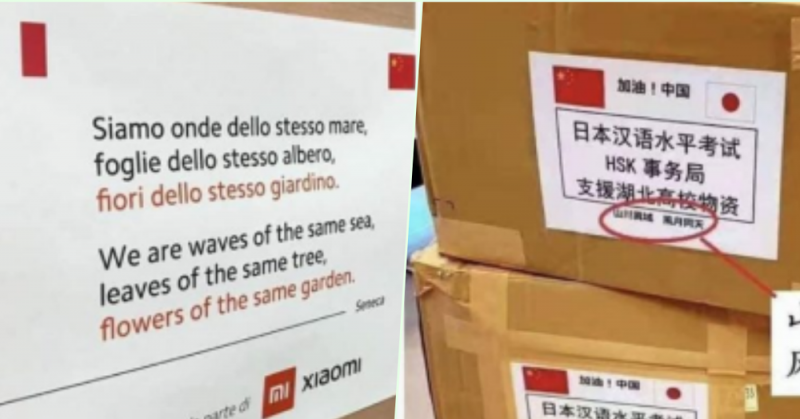 Siamo onde dello stesso mare,
foglie dello stesso albero,
fiori dello stesso giardino.
We are waves of the same sea,
leaves of the same tree,
flowers of the same garden.
Seneca
parte di
mi XIAOMI
加油！中国
日本汉语水平考试
HSK 事务局
支援湖北高校物资
山川異域 風月同天
加油！中国
日本汉语水平考试